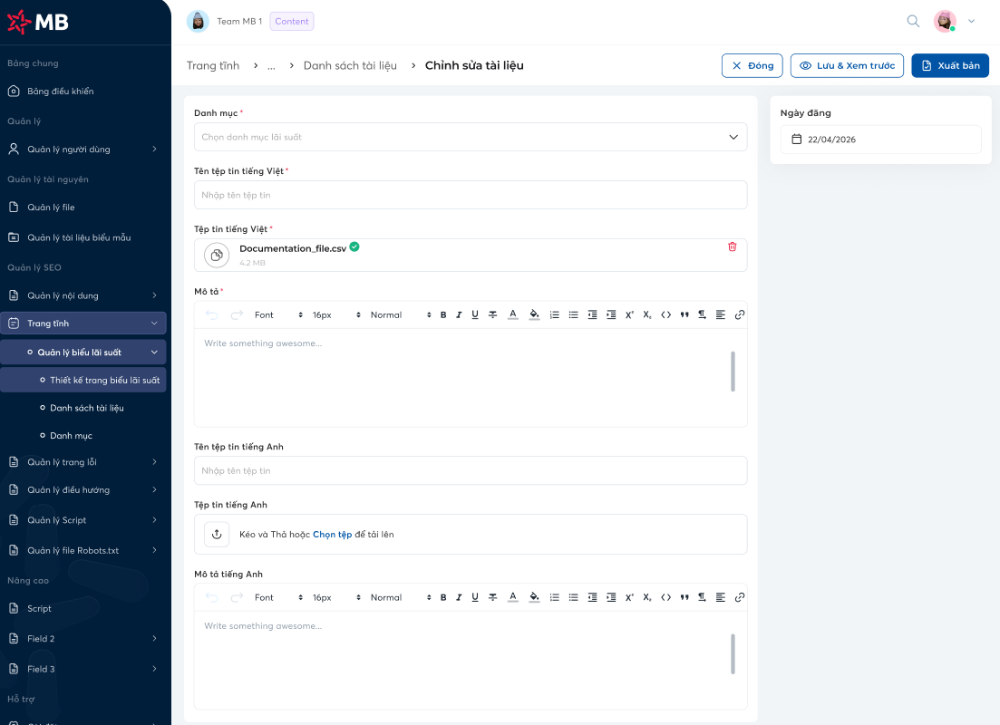 MB
Bảng chung
Bảng điều khiển
Quản lý
Quản lý người dùng
Quản lý tài nguyên
Quản lý file
Quản lý tài liệu biểu mẫu
Quản lý SEO
Quản lý nội dung
Trang tĩnh
Quản lý biểu lãi suất
Thiết kế trang biểu lãi suất
Danh sách tài liệu
Danh mục
Quản lý trang lỗi
Quản lý điều hướng
Quản lý Script
Quản lý file Robots.txt
Nâng cao
Script
Field 2
Field 3
Hỗ trợ
Team MB 1 Content
Trang tĩnh > ... > Danh sách tài liệu > Chỉnh sửa tài liệu
Đóng
Lưu & Xem trước
Xuất bản
Danh mục *
Chọn danh mục lãi suất
Tên tệp tin tiếng Việt *
Nhập tên tệp tin
Tệp tin tiếng Việt *
Documentation_file.csv
4.2 MB
Mô tả *
Font 16px Normal
Write something awesome...
Tên tệp tin tiếng Anh
Nhập tên tệp tin
Tệp tin tiếng Anh
Kéo và Thả hoặc Chọn tệp để tải lên
Mô tả tiếng Anh
Font 16px Normal
Write something awesome...
Ngày đăng
22/04/2026